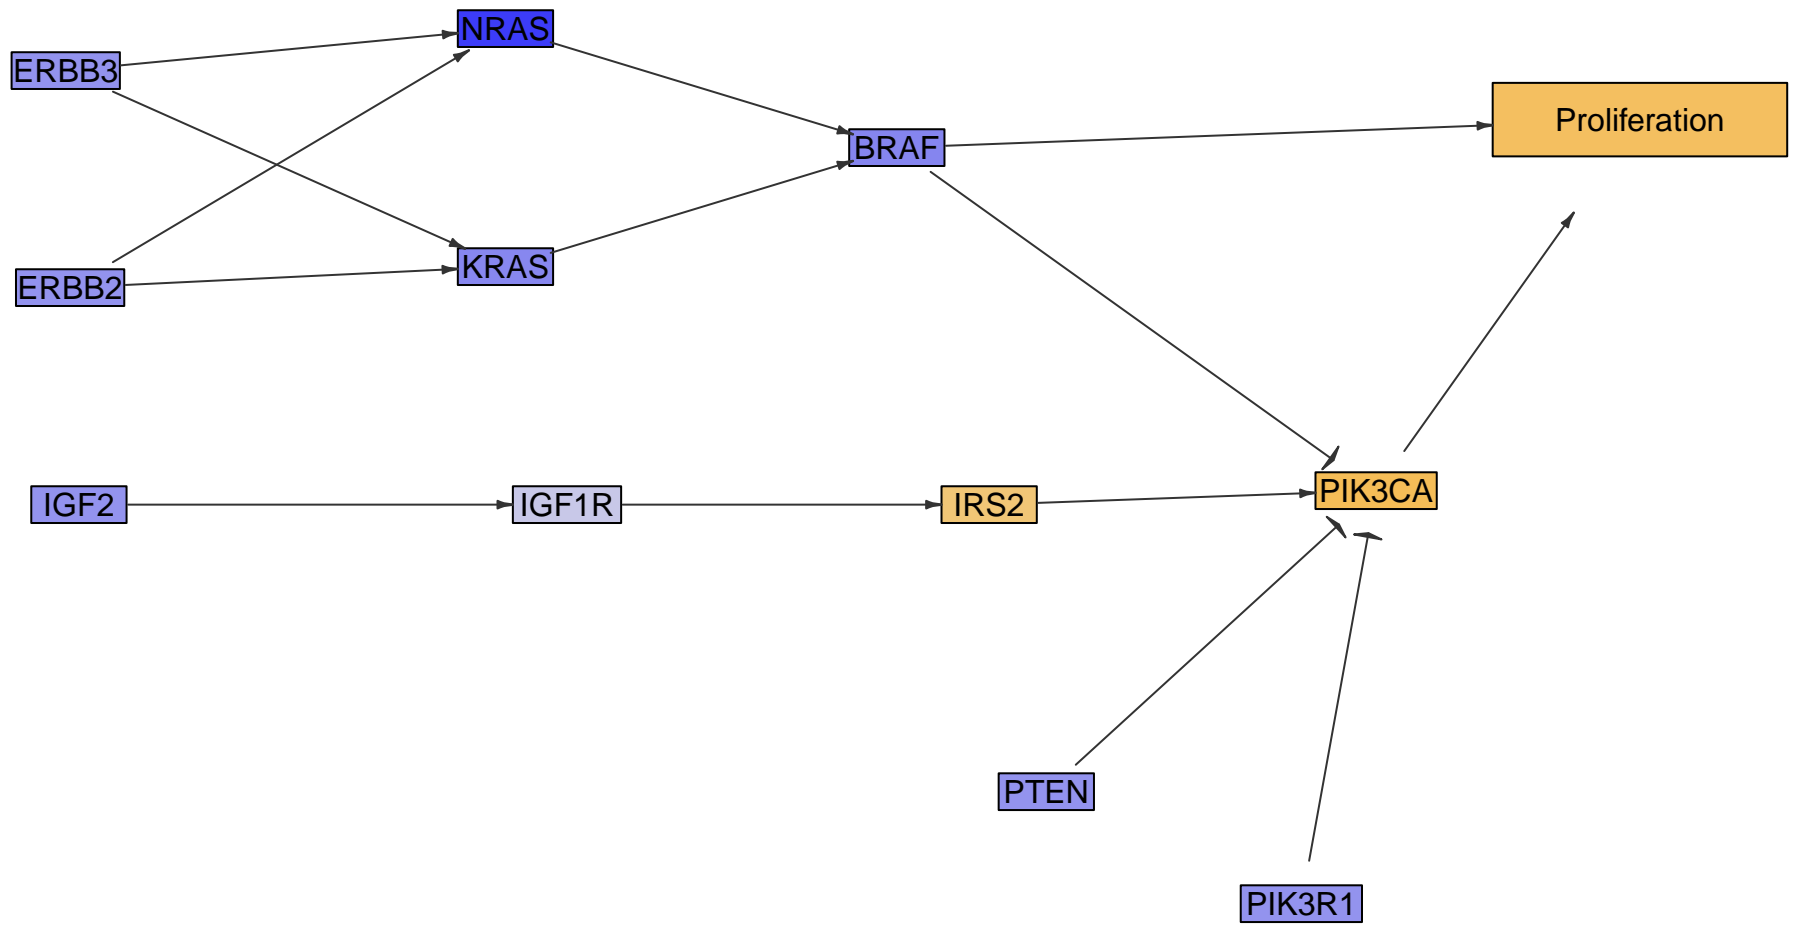 NRAS
ERBB3
Proliferation
BRAF
KRAS
ERBB2
PIK3CA
IGF2
IGF1R
IRS2
PTEN
PIK3R1